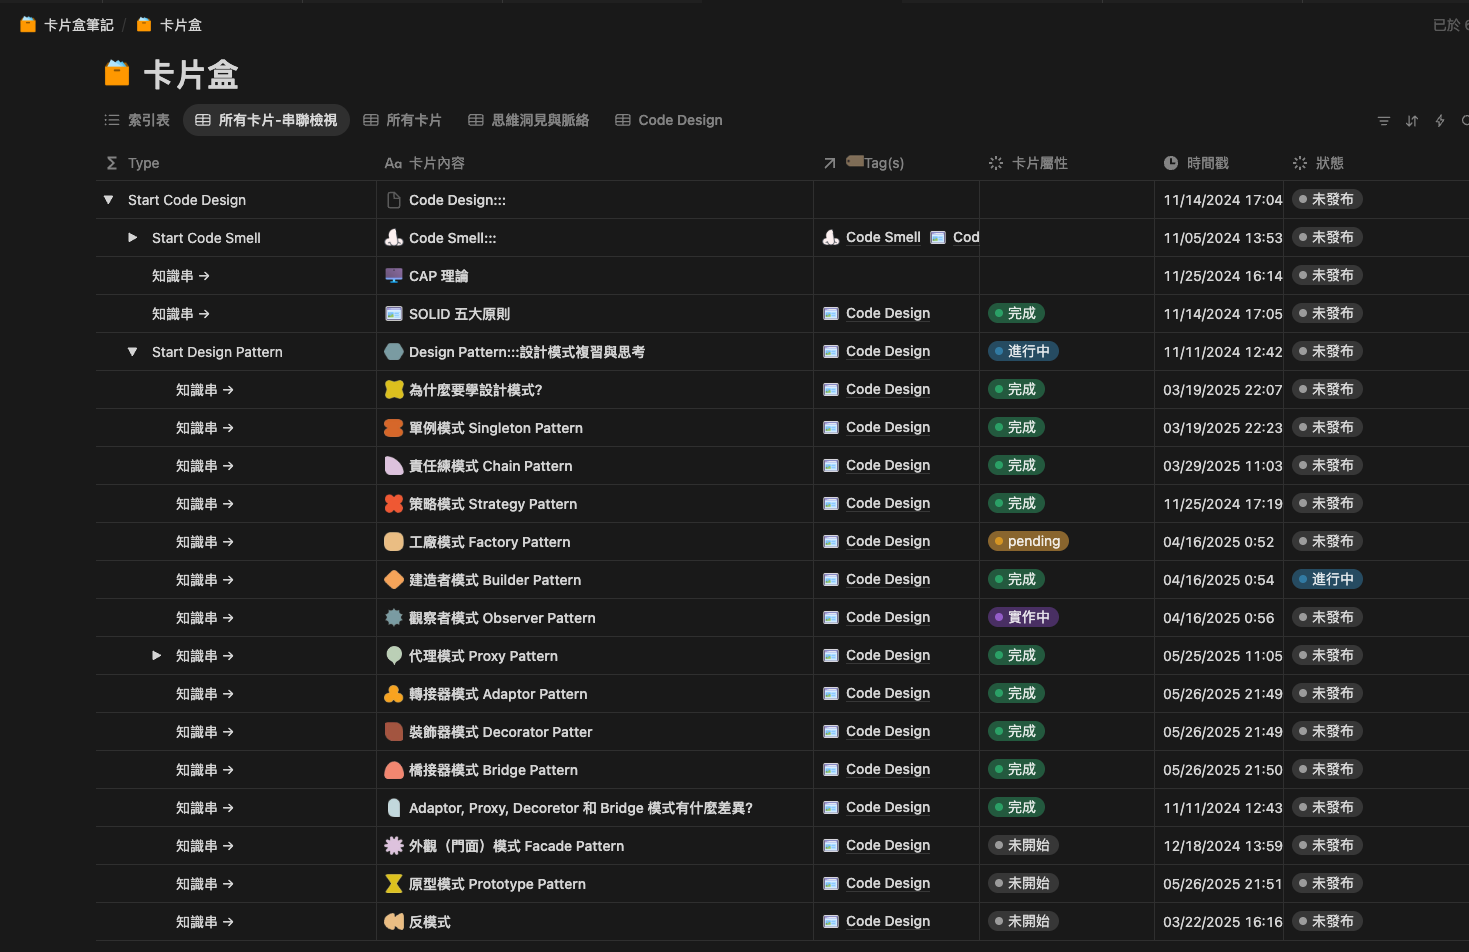 卡片盒筆記 / 卡片盒 已於
卡片盒
索引表 所有卡片-串聯檢視 所有卡片 思維洞見與脈絡 Code Design
Type Aa 卡片內容 Tag(s) 卡片屬性 時間戳 狀態
Start Code Design Code Design::: 11/14/2024 17:04 未發布
Start Code Smell Code Smell::: Code Smell Cod 11/05/2024 13:53 未發布
知識串 → CAP 理論 11/25/2024 16:14 未發布
知識串 → SOLID 五大原則 Code Design 完成 11/14/2024 17:05 未發布
Start Design Pattern Design Pattern:::設計模式複習與思考 Code Design 進行中 11/11/2024 12:42 未發布
知識串 → 為什麼要學設計模式? Code Design 完成 03/19/2025 22:07 未發布
知識串 → 單例模式 Singleton Pattern Code Design 完成 03/19/2025 22:23 未發布
知識串 → 責任練模式 Chain Pattern Code Design 完成 03/29/2025 11:03 未發布
知識串 → 策略模式 Strategy Pattern Code Design 完成 11/25/2024 17:19 未發布
知識串 → 工廠模式 Factory Pattern Code Design pending 04/16/2025 0:52 未發布
知識串 → 建造者模式 Builder Pattern Code Design 完成 04/16/2025 0:54 進行中
知識串 → 觀察者模式 Observer Pattern Code Design 實作中 04/16/2025 0:56 未發布
知識串 → 代理模式 Proxy Pattern Code Design 完成 05/25/2025 11:05 未發布
知識串 → 轉接器模式 Adaptor Pattern Code Design 完成 05/26/2025 21:49 未發布
知識串 → 裝飾器模式 Decorator Patter Code Design 完成 05/26/2025 21:49 未發布
知識串 → 橋接器模式 Bridge Pattern Code Design 完成 05/26/2025 21:50 未發布
知識串 → Adaptor, Proxy, Decoretor 和 Bridge 模式有什麼差異? Code Design 完成 11/11/2024 12:43 未發布
知識串 → 外觀（門面）模式 Facade Pattern Code Design 未開始 12/18/2024 13:59 未發布
知識串 → 原型模式 Prototype Pattern Code Design 未開始 05/26/2025 21:51 未發布
知識串 → 反模式 Code Design 未開始 03/22/2025 16:16 未發布